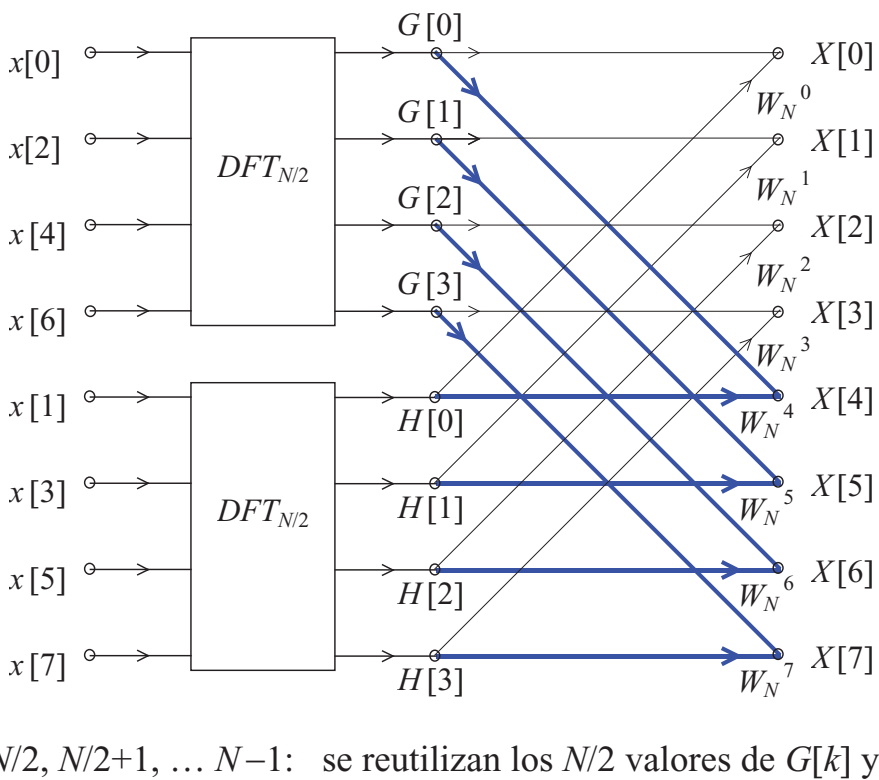 G[0]
x[0] X[0]
W_N^0
G[1]
x[2] DFT_{N/2} X[1]
W_N^1
G[2]
x[4] X[2]
W_N^2
G[3]
x[6] X[3]
W_N^3
x[1] H[0] W_N^4 X[4]
x[3] DFT_{N/2} H[1] W_N^5 X[5]
x[5] H[2] W_N^6 X[6]
x[7] H[3] W_N^7 X[7]
N/2, N/2+1, … N−1: se reutilizan los N/2 valores de G[k] y